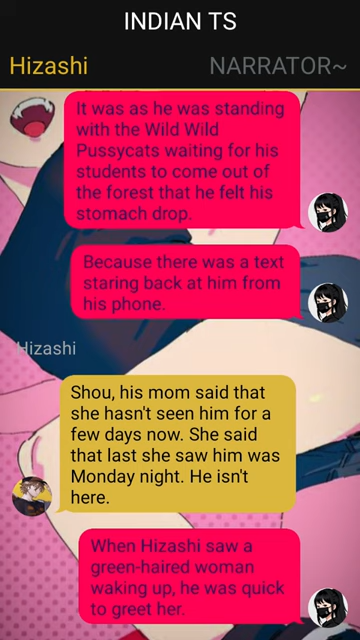 INDIAN TS
Hizashi NARRATOR~
It was as he was standing
with the Wild Wild
Pussycats waiting for his
students to come out of
the forest that he felt his
stomach drop.
Because there was a text
staring back at him from
his phone.
Hizashi
Shou, his mom said that
she hasn't seen him for a
few days now. She said
that last she saw him was
Monday night. He isn't
here.
When Hizashi saw a
green-haired woman
waking up, he was quick
to greet her.